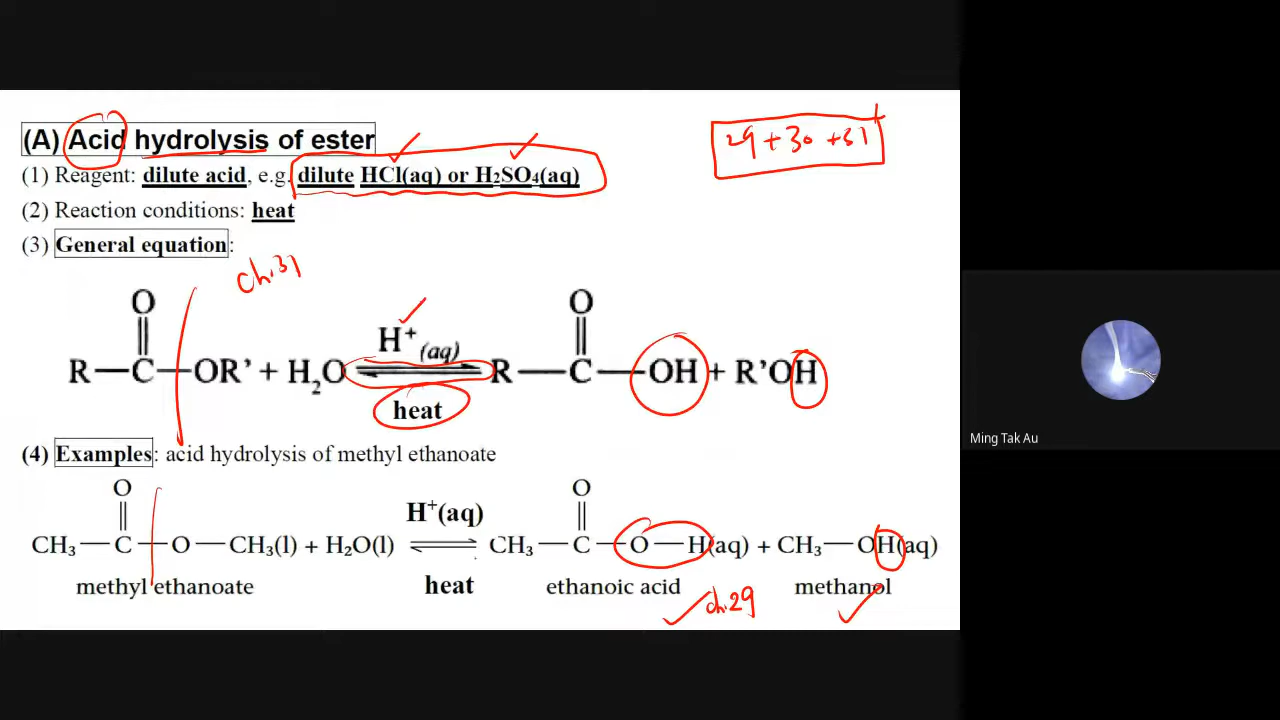 (A) Acid hydrolysis of ester
29 + 30 + 31
(1) Reagent: dilute acid, e.g. dilute HCl(aq) or H₂SO₄(aq)
(2) Reaction conditions: heat
(3) General equation:
ch.31
O
H⁺(aq)
O
R—C—OR' + H₂O ⇌ R—C—OH + R'OH
heat
Ming Tak Au
(4) Examples: acid hydrolysis of methyl ethanoate
O
H⁺(aq)
O
CH₃—C—O—CH₃(l) + H₂O(l) ⇌ CH₃—C—O—H(aq) + CH₃—OH(aq)
methyl ethanoate heat ethanoic acid methanol
ch.29